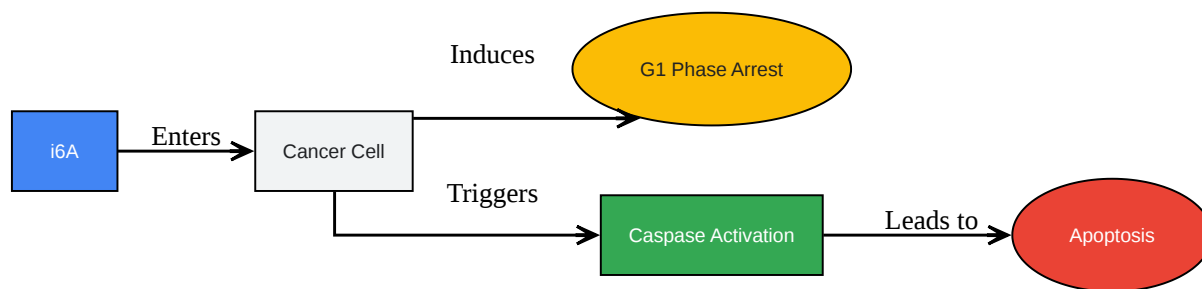 i6A
Enters
Cancer Cell
Induces
G1 Phase Arrest
Triggers
Caspase Activation
Leads to
Apoptosis